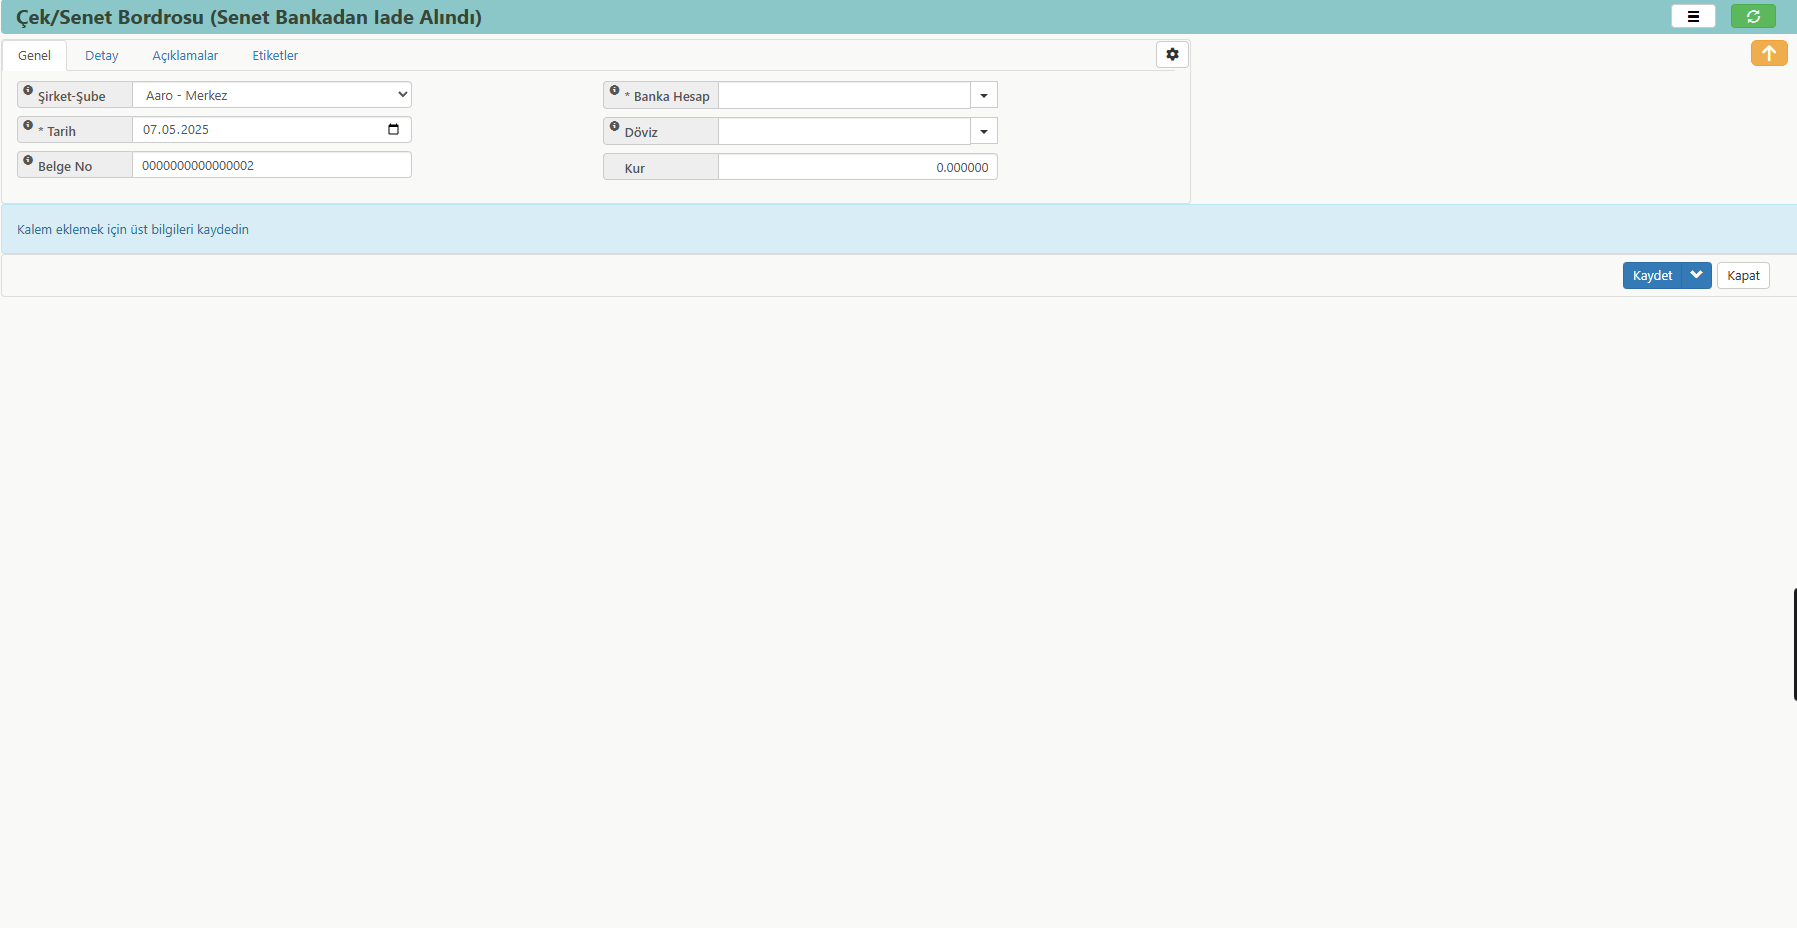 Çek/Senet Bordrosu (Senet Bankadan Iade Alındı)
Genel Detay Açıklamalar Etiketler
Şirket-Şube Aaro - Merkez
* Banka Hesap
* Tarih 07.05.2025
Döviz
Belge No 0000000000000002
Kur 0.000000
Kalem eklemek için üst bilgileri kaydedin
Kaydet Kapat